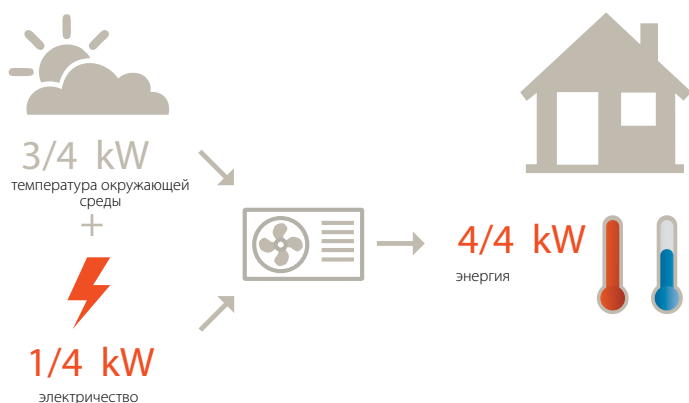 3/4 kW
температура окружающей
среды
+
1/4 kW
электричество
4/4 kW
энергия